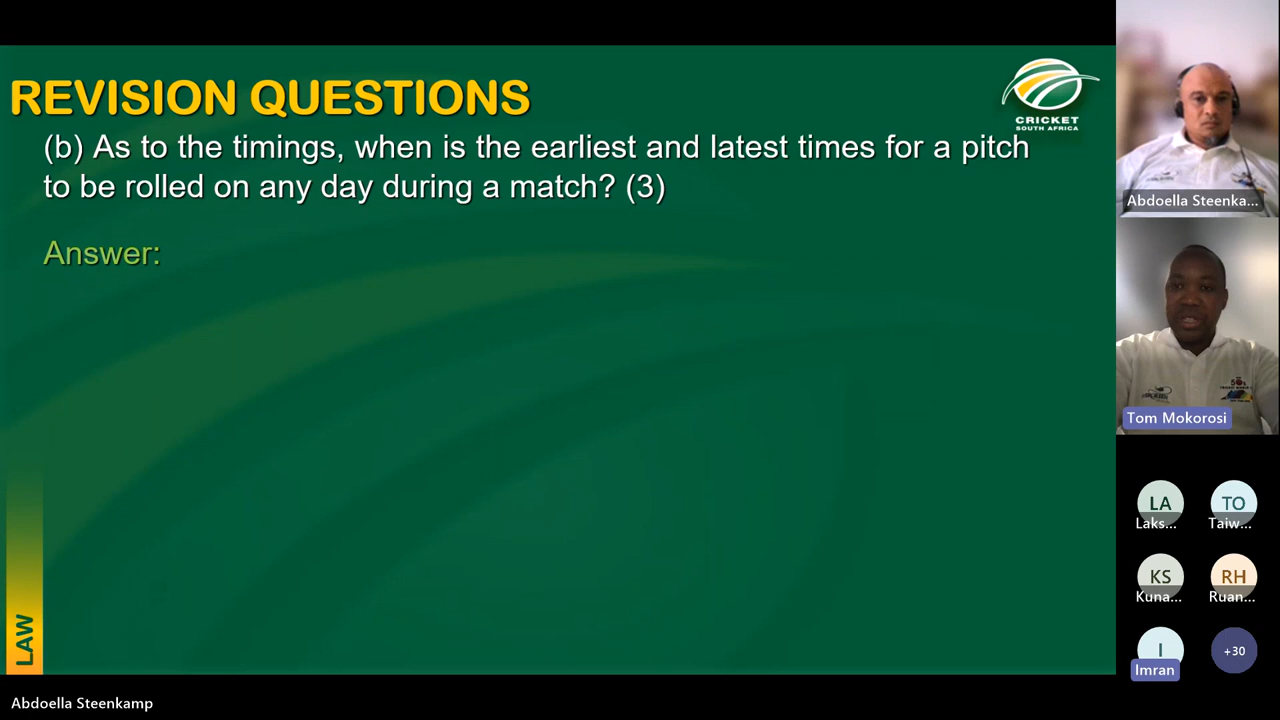 REVISION QUESTIONS
CRICKET
SOUTH AFRICA
(b) As to the timings, when is the earliest and latest times for a pitch
to be rolled on any day during a match? (3)
Answer:
LAW
Abdoella Steenka...
Tom Mokorosi
LA
TO
Laks...
Taiw...
KS
RH
Kuna...
Ruan...
I
+30
Imran
Abdoella Steenkamp